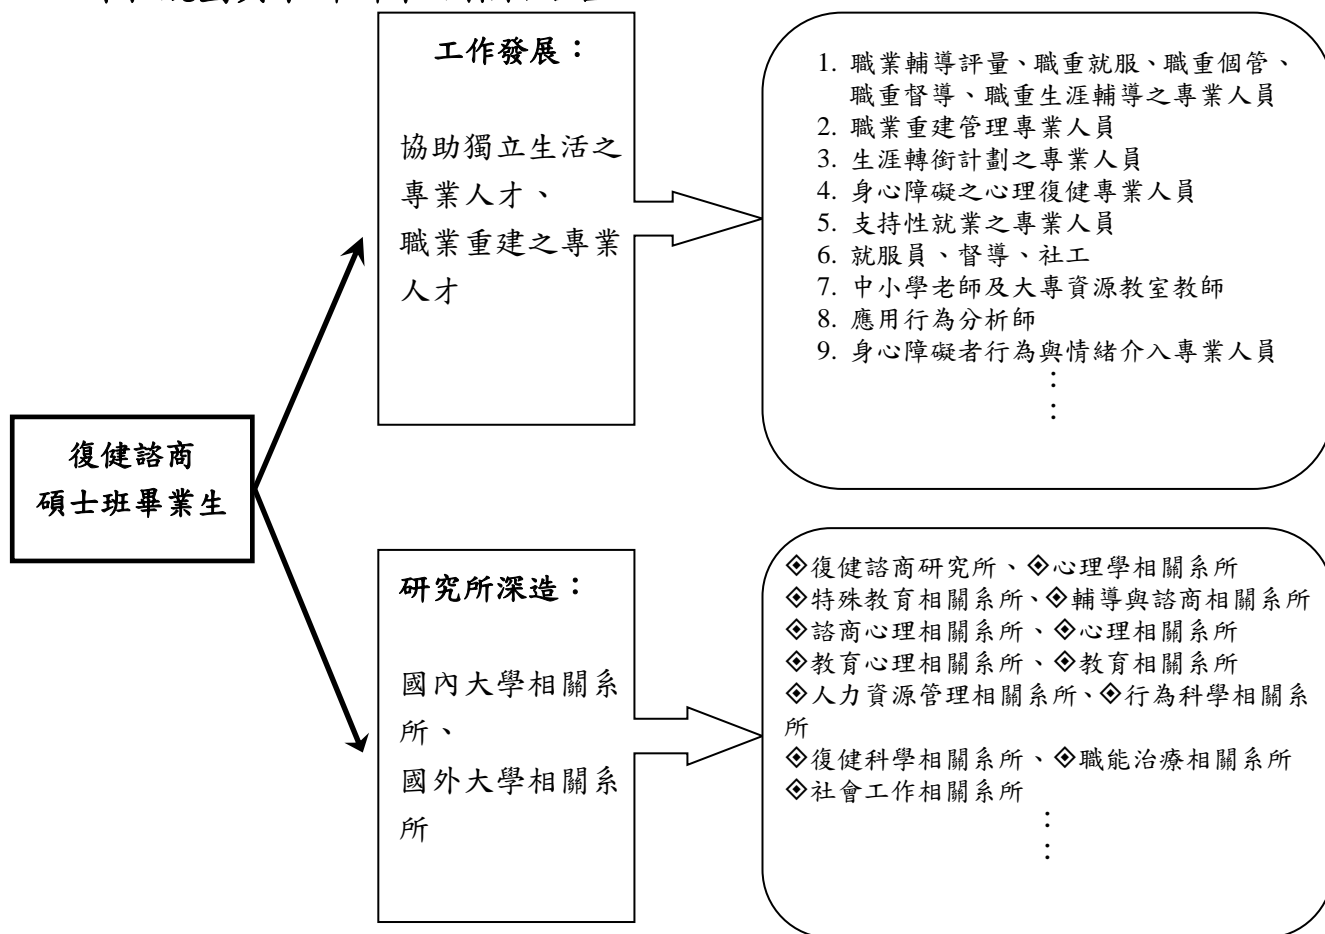 復健諮商
碩士班畢業生
工作發展：
協助獨立生活之
專業人才、
職業重建之專業
人才
1. 職業輔導評量、職重就服、職重個管、
職重督導、職重生涯輔導之專業人員
2. 職業重建管理專業人員
3. 生涯轉銜計劃之專業人員
4. 身心障礙之心理復健專業人員
5. 支持性就業之專業人員
6. 就服員、督導、社工
7. 中小學老師及大專資源教室教師
8. 應用行為分析師
9. 身心障礙者行為與情緒介入專業人員
：
：
研究所深造：
國內大學相關系
所、
國外大學相關系
所
◈復健諮商研究所、◈心理學相關系所
◈特殊教育相關系所、◈輔導與諮商相關系所
◈諮商心理相關系所、◈心理相關系所
◈教育心理相關系所、◈教育相關系所
◈人力資源管理相關系所、◈行為科學相關系
所
◈復健科學相關系所、◈職能治療相關系所
◈社會工作相關系所
：
：